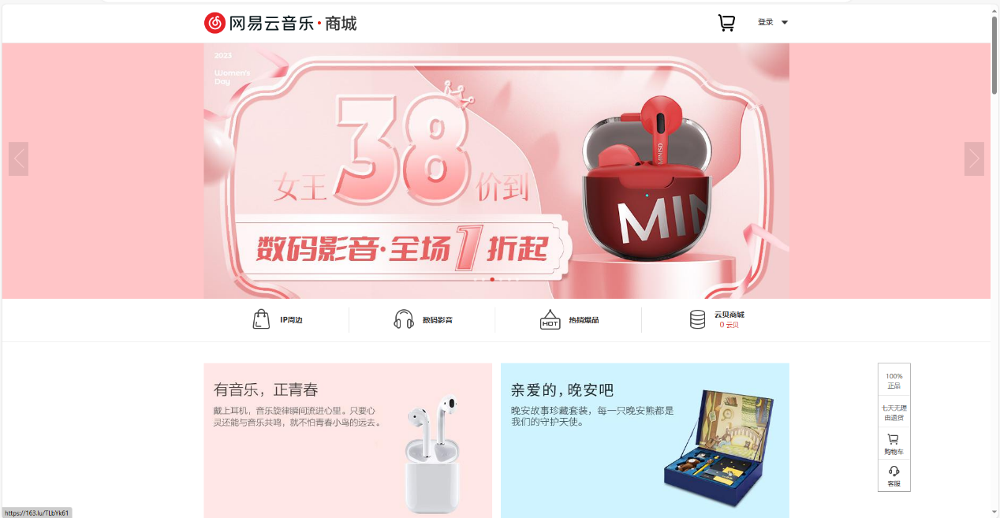 网易云音乐·商城
登录
2023
Women's
Day
女王38价到
数码影音·全场1折起
MINISO
MIN
IP周边
数码影音
HOT
热销爆品
云贝商城
0 云贝
有音乐，正青春
戴上耳机，音乐旋律瞬间流进心里。只要心
灵还能与音乐共鸣，就不怕青春小鸟的远去。
亲爱的，晚安吧
晚安故事珍藏套装，每一只晚安熊都是
我们的守护天使。
100%
正品
七天无理
由退货
购物车
客服
https://163.lu/TLbYk61